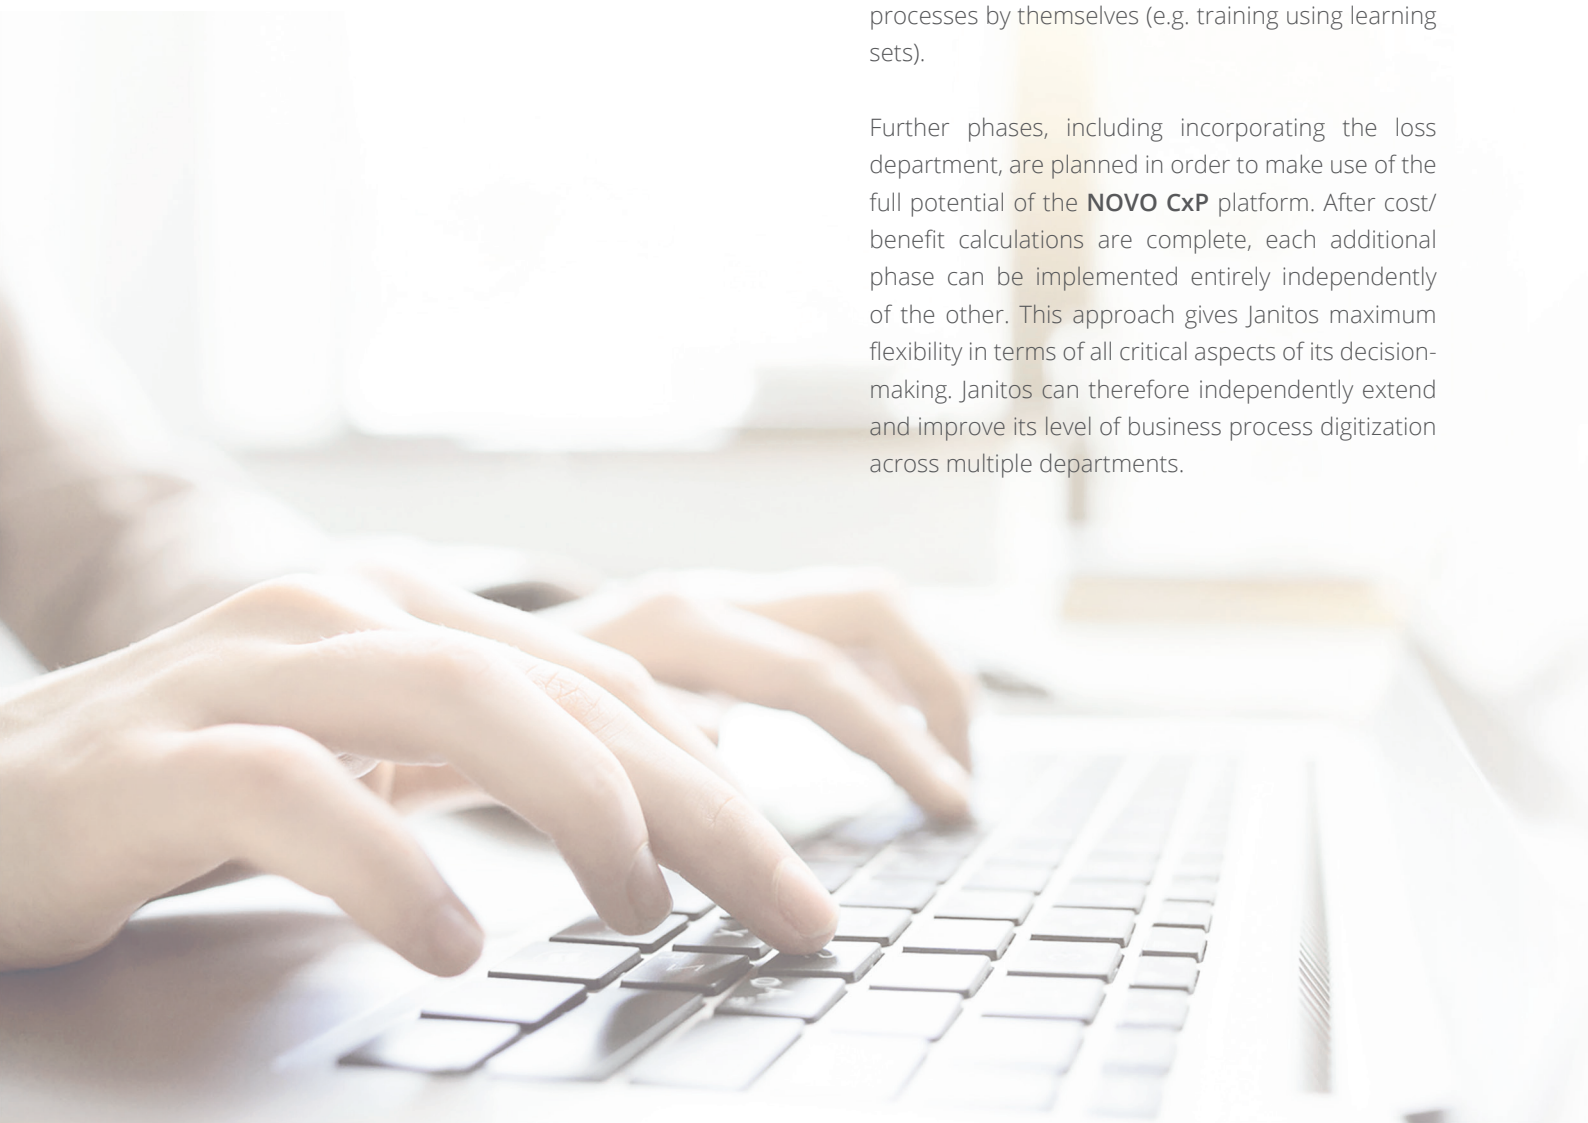 processes by themselves (e.g. training using learning
sets).
Further phases, including incorporating the loss
department, are planned in order to make use of the
full potential of the NOVO CxP platform. After cost/
benefit calculations are complete, each additional
phase can be implemented entirely independently
of the other. This approach gives Janitos maximum
flexibility in terms of all critical aspects of its decision-
making. Janitos can therefore independently extend
and improve its level of business process digitization
across multiple departments.